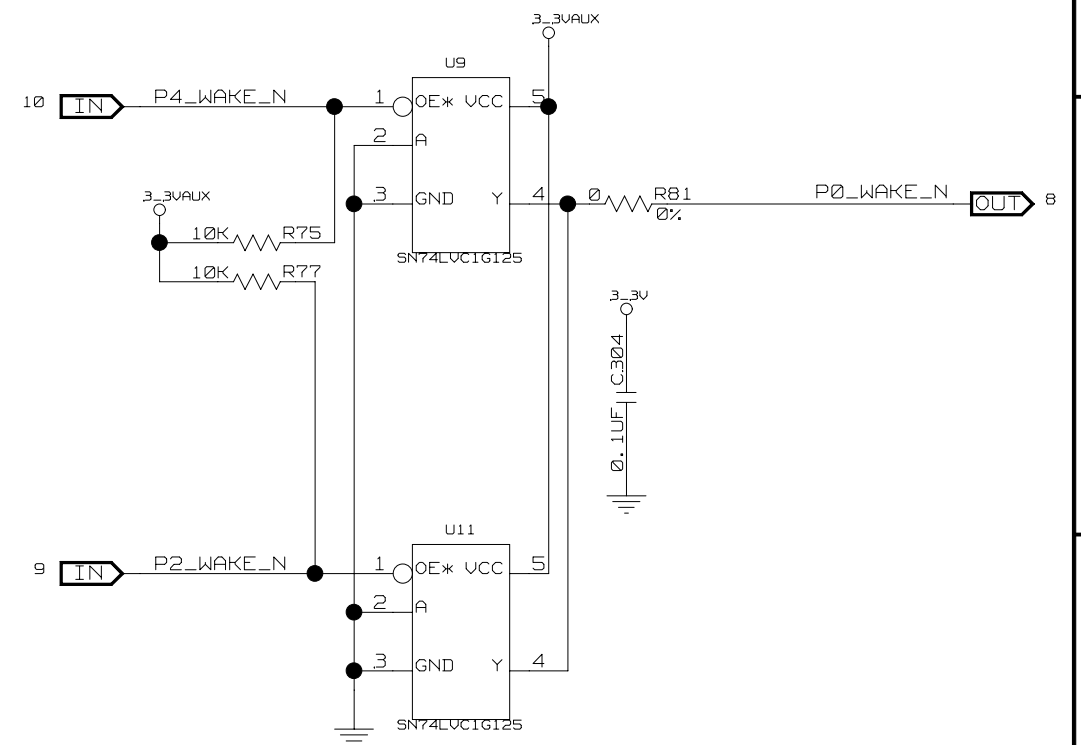 3_3VAUX
U9
10 IN P4_WAKE_N 1 OE* VCC 5
2 A
3 GND Y 4 0 R81 P0_WAKE_N OUT 8
0%
3_3VAUX
10K R75
10K R77
SN74LVC1G125
3_3V
C304
0.1UF
U11
9 IN P2_WAKE_N 1 OE* VCC 5
2 A
3 GND Y 4
SN74LVC1G125